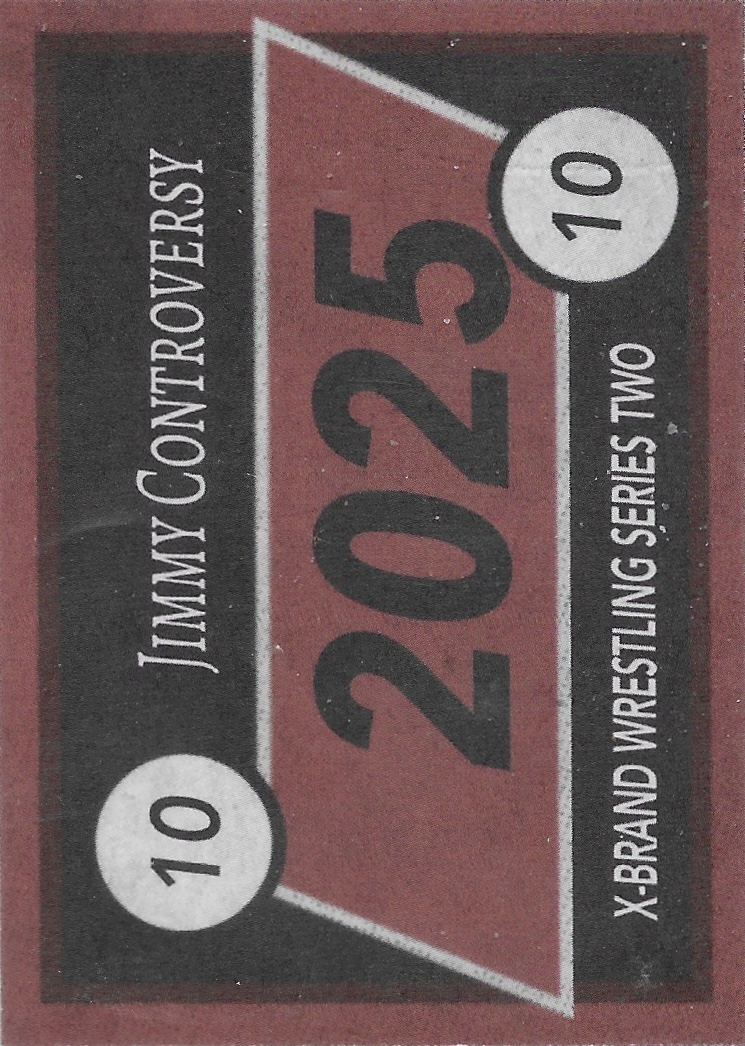 10
JIMMY CONTROVERSY
2025
X-BRAND WRESTLING SERIES TWO
10